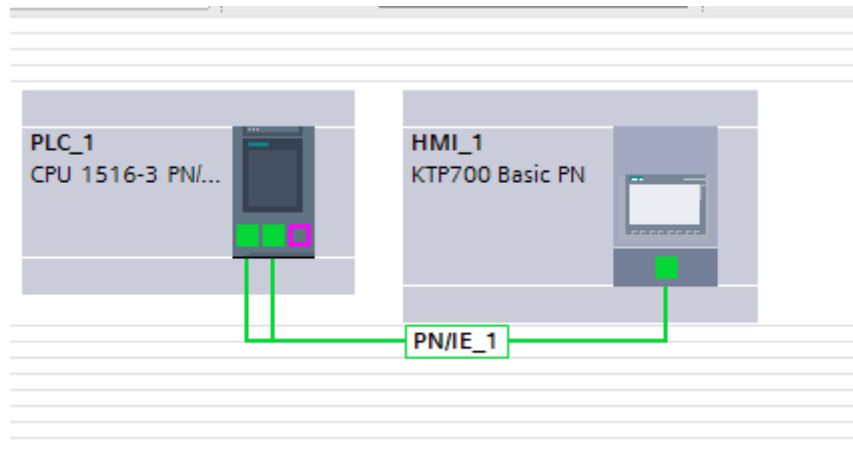 PLC_1
CPU 1516-3 PN/...
HMI_1
KTP700 Basic PN
PN/IE_1